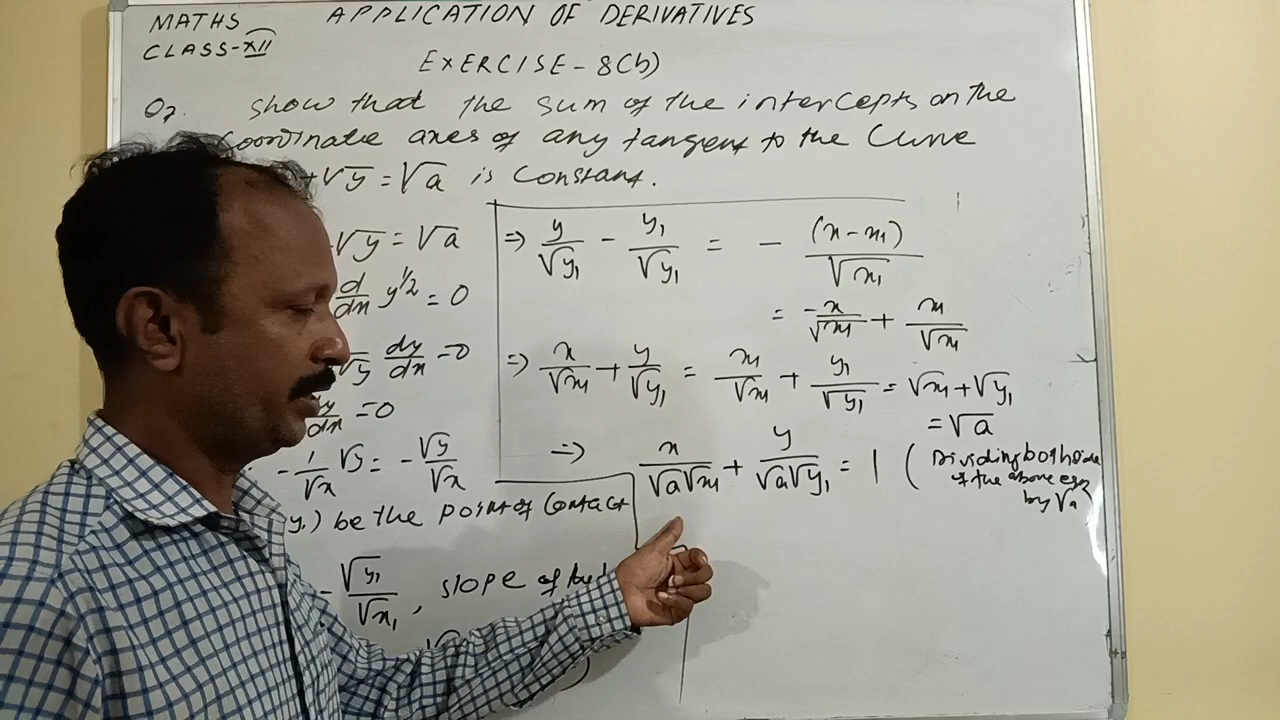 MATHS
CLASS-XII
APPLICATION OF DERIVATIVES
EXERCISE-8(b)
Q7. Show that the sum of the intercepts on the
coordinate axes of any tangent to the curve
+√y = √a is constant.
√y = √a
d/dx y^1/2 = 0
√y dy/dx = 0
dy/dx = 0
-1/√x √y = -√y/√x
y₁) be the point of contact
-√y₁/√x₁, slope of
⇒ y/√y₁ - y₁/√y₁ = - (x-x₁)/√x₁
= -x/√x₁ + x₁/√x₁
⇒ x/√x₁ + y/√y₁ = x₁/√x₁ + y₁/√y₁ = √x₁ + √y₁
= √a
⇒ x/√a√x₁ + y/√a√y₁ = 1 (Dividing both side
of the above eqn
by √a